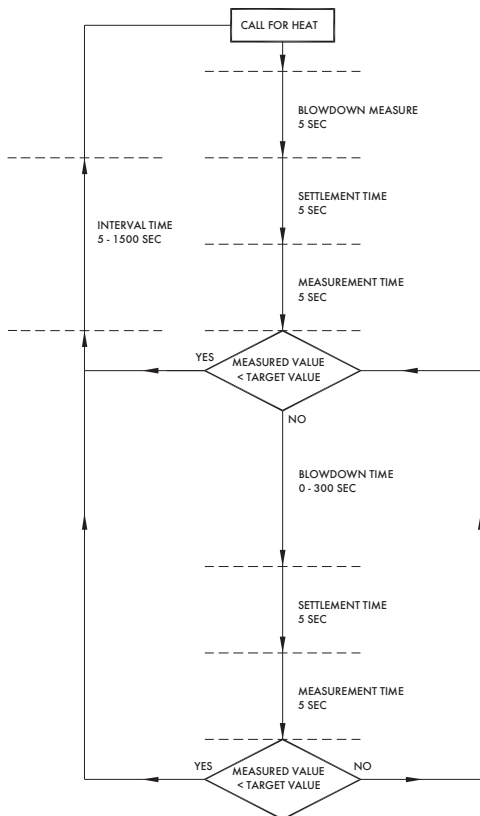 CALL FOR HEAT
BLOWDOWN MEASURE
5 SEC
SETTLEMENT TIME
5 SEC
INTERVAL TIME
5 - 1500 SEC
MEASUREMENT TIME
5 SEC
YES
MEASURED VALUE
< TARGET VALUE
NO
BLOWDOWN TIME
0 - 300 SEC
SETTLEMENT TIME
5 SEC
MEASUREMENT TIME
5 SEC
YES
MEASURED VALUE
< TARGET VALUE
NO